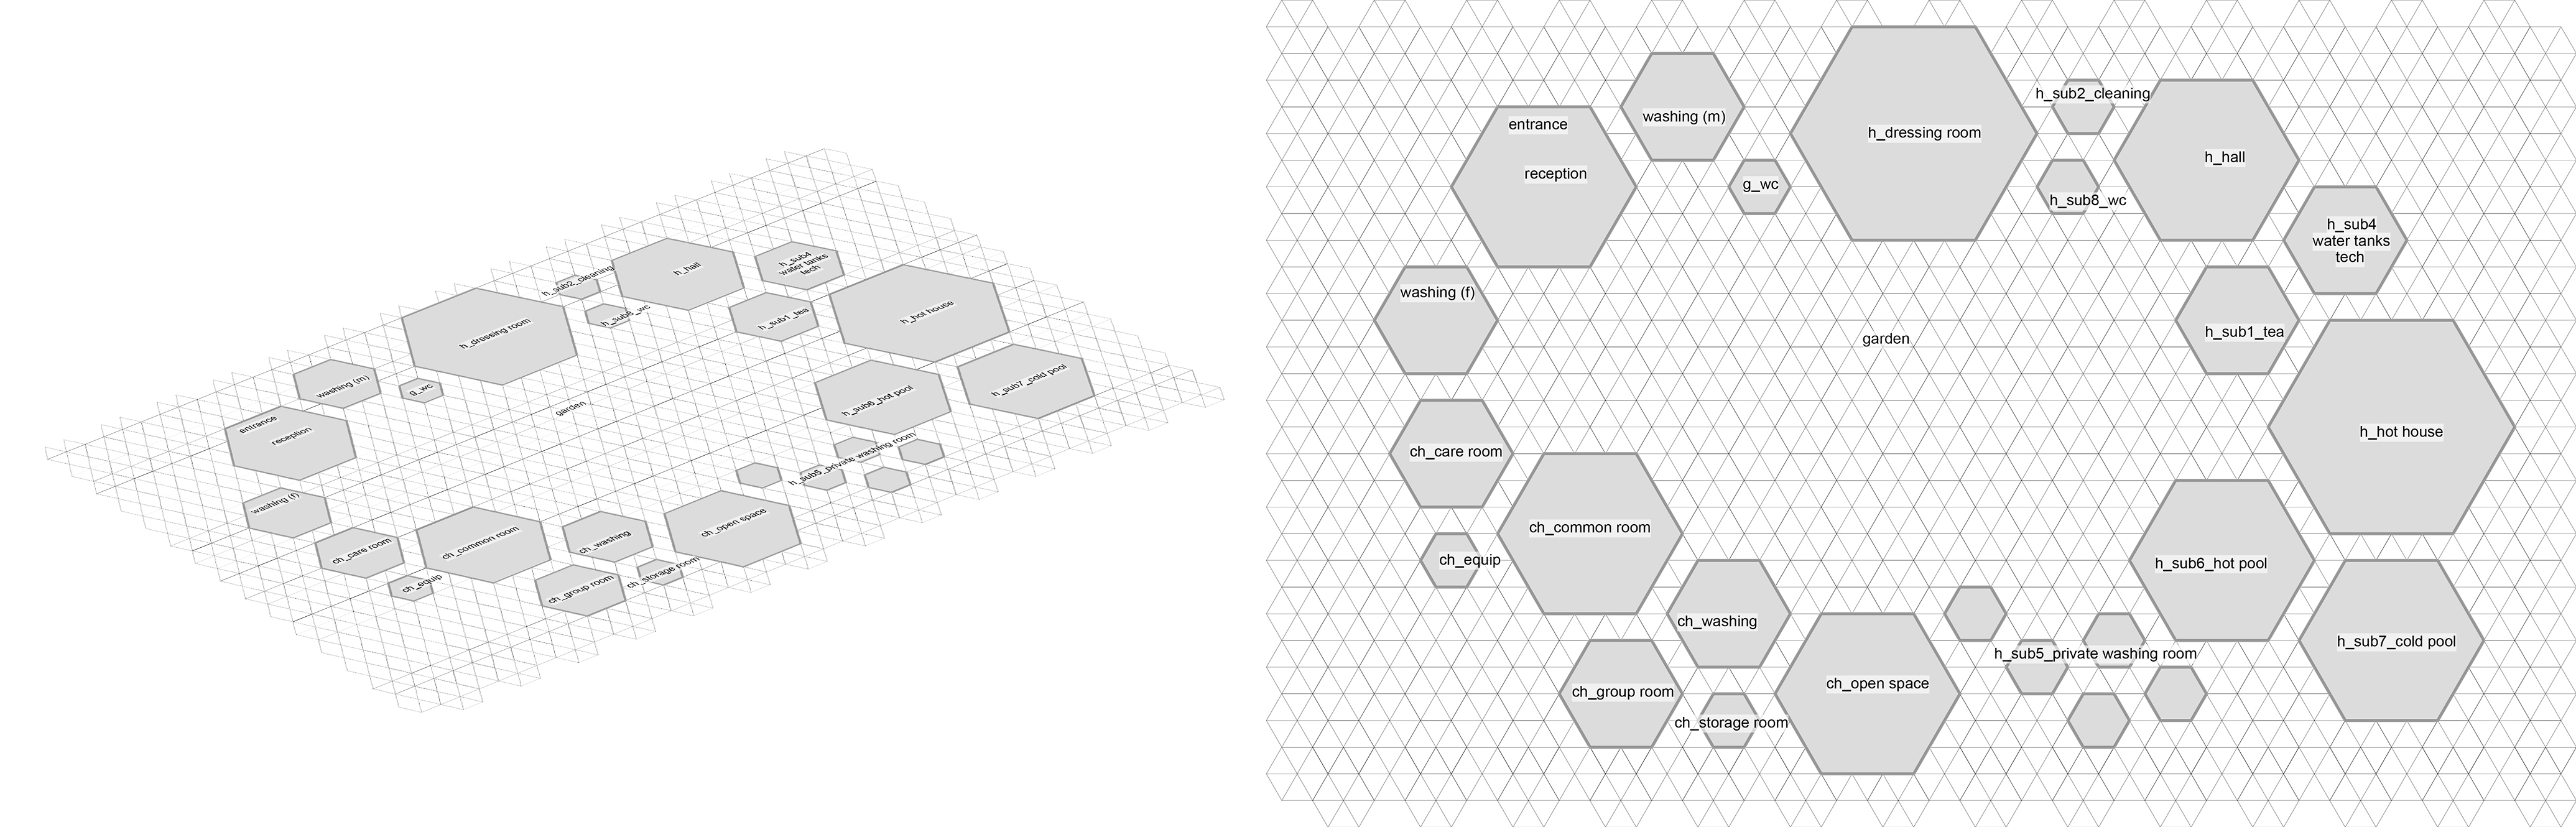 h_sub2_cleaning
h_hall
h_sub4
water tanks
tech
h_sub8_wc
h_sub1_tea
h_hot house
h_dressing room
washing (m)
g_wc
h_sub7_cold pool
h_sub6_hot pool
garden
entrance
reception
h_sub5_private washing room
washing (f)
ch_open space
ch_common room
ch_washing
ch_care room
ch_storage room
ch_equip
ch_group room
h_sub2_cleaning
washing (m)
entrance
h_dressing room
h_hall
reception
g_wc
h_sub8_wc
h_sub4
water tanks
tech
washing (f)
garden
h_sub1_tea
h_hot house
ch_care room
ch_common room
ch_equip
h_sub6_hot pool
ch_washing
h_sub7_cold pool
h_sub5_private washing room
ch_open space
ch_group room
ch_storage room